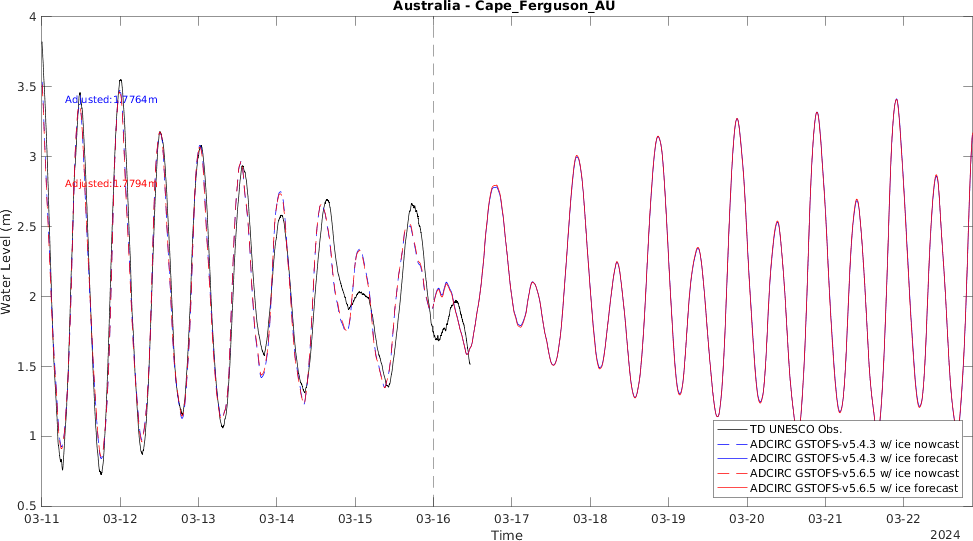 Australia - Cape_Ferguson_AU
4
3.5
3
2.5
2
1.5
1
0.5
Water Level (m)
Adjusted:1.7764m
Adjusted:1.7794m
TD UNESCO Obs.
ADCIRC GSTOFS-v5.4.3 w/ ice nowcast
ADCIRC GSTOFS-v5.4.3 w/ ice forecast
ADCIRC GSTOFS-v5.6.5 w/ ice nowcast
ADCIRC GSTOFS-v5.6.5 w/ ice forecast
03-11 03-12 03-13 03-14 03-15 03-16 03-17 03-18 03-19 03-20 03-21 03-22
Time
2024